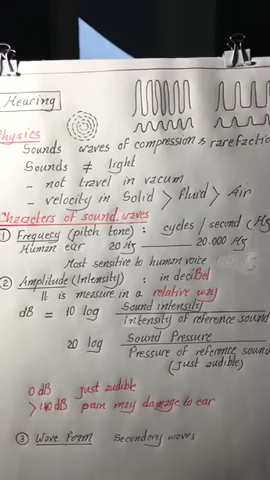 Hearing
Physics
Sounds waves of compression & rarefaction
Sounds ≠ light
- not travel in vacum
- velocity in Solid > Fluid > Air
Characters of sound waves
① Frequecy (pitch tone) : cycles / second (Hz
Human ear 20 Hz ——— 20.000 Hz
Most sensitive to human voice
② Amplitude (Intensity) : in deciBel
It is measure in a relative way
dB = 10 log Sound intensity
Intensity of reference sound
20 log Sound Pressure
Pressure of reference sound
(Just audible)
0 dB Just audible
> 140 dB pain may damage to ear
③ Wave form Secondery waves